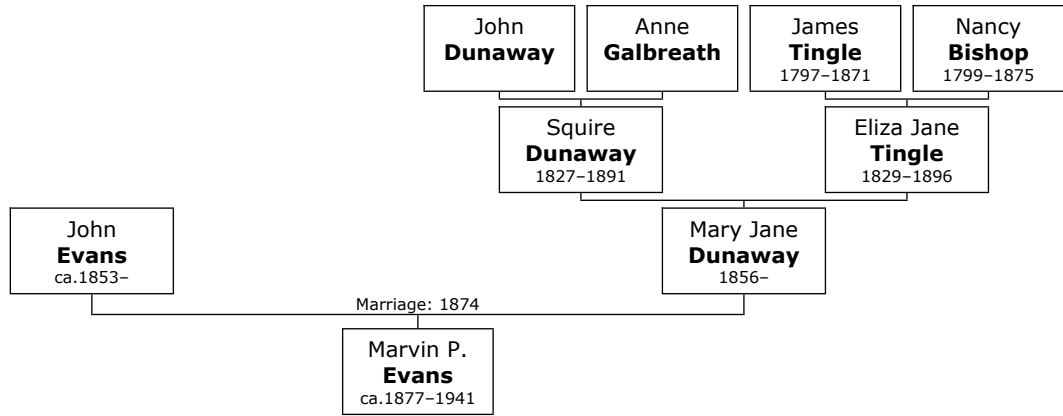 John
Dunaway
Anne
Galbreath
James
Tingle
1797–1871
Nancy
Bishop
1799–1875
Squire
Dunaway
1827–1891
Eliza Jane
Tingle
1829–1896
John
Evans
ca.1853–
Mary Jane
Dunaway
1856–
Marriage: 1874
Marvin P.
Evans
ca.1877–1941